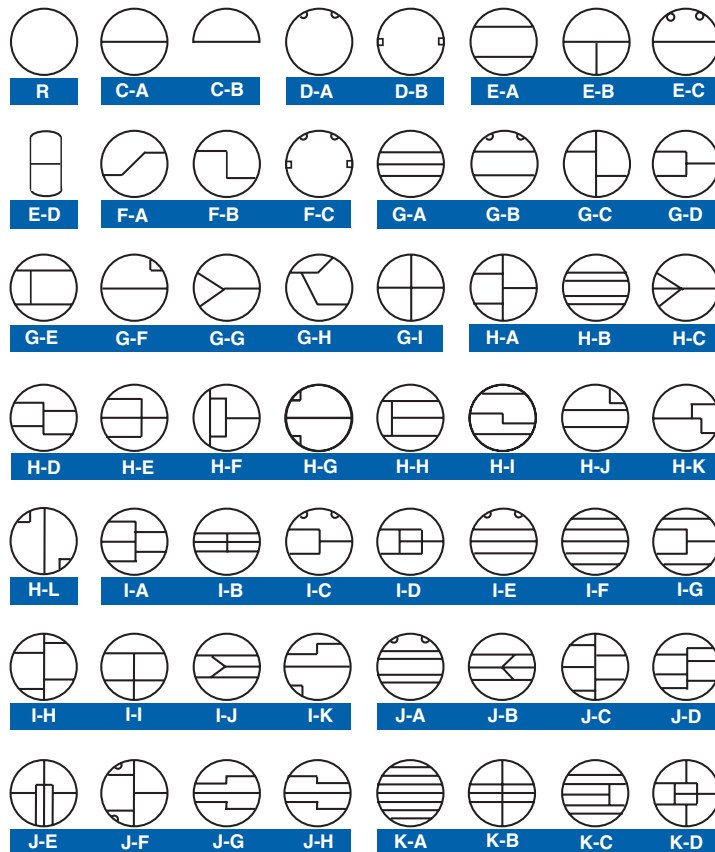 R C-A C-B D-A D-B E-A E-B E-C
E-D F-A F-B F-C G-A G-B G-C G-D
G-E G-F G-G G-H G-I H-A H-B H-C
H-D H-E H-F H-G H-H H-I H-J H-K
H-L I-A I-B I-C I-D I-E I-F I-G
I-H I-I I-J I-K J-A J-B J-C J-D
J-E J-F J-G J-H K-A K-B K-C K-D